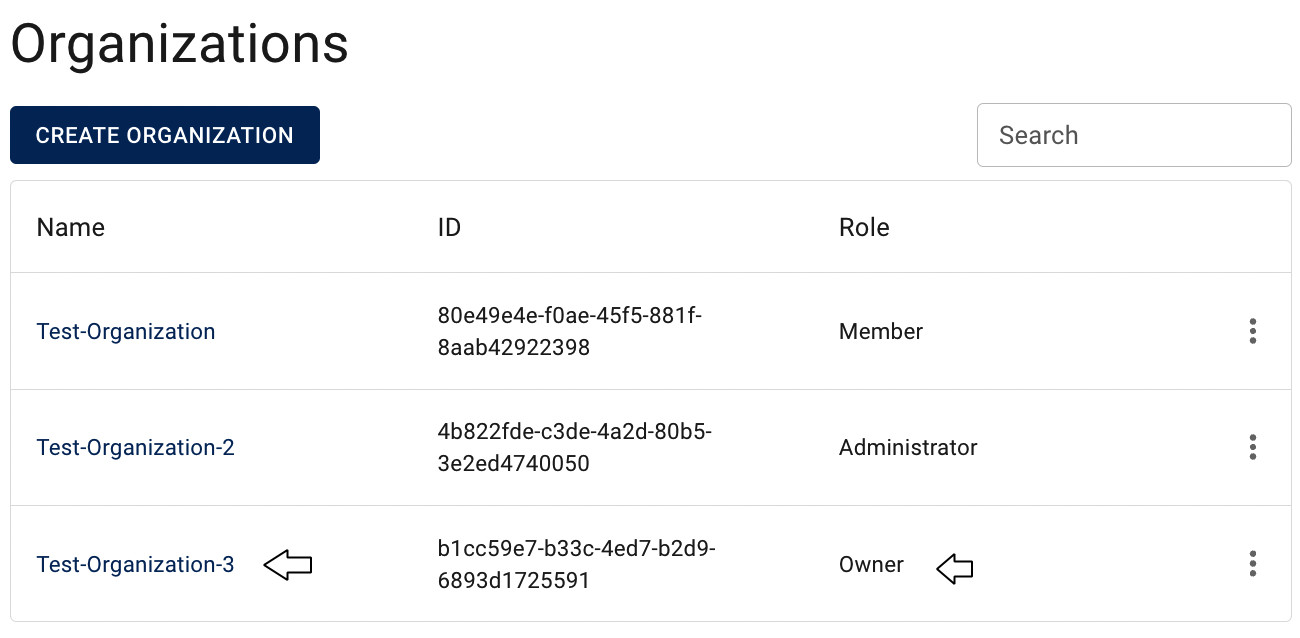 Organizations
CREATE ORGANIZATION
Search
Name ID Role
Test-Organization 80e49e4e-f0ae-45f5-881f-
8aab42922398 Member
Test-Organization-2 4b822fde-c3de-4a2d-80b5-
3e2ed4740050 Administrator
Test-Organization-3 b1cc59e7-b33c-4ed7-b2d9-
6893d1725591 Owner